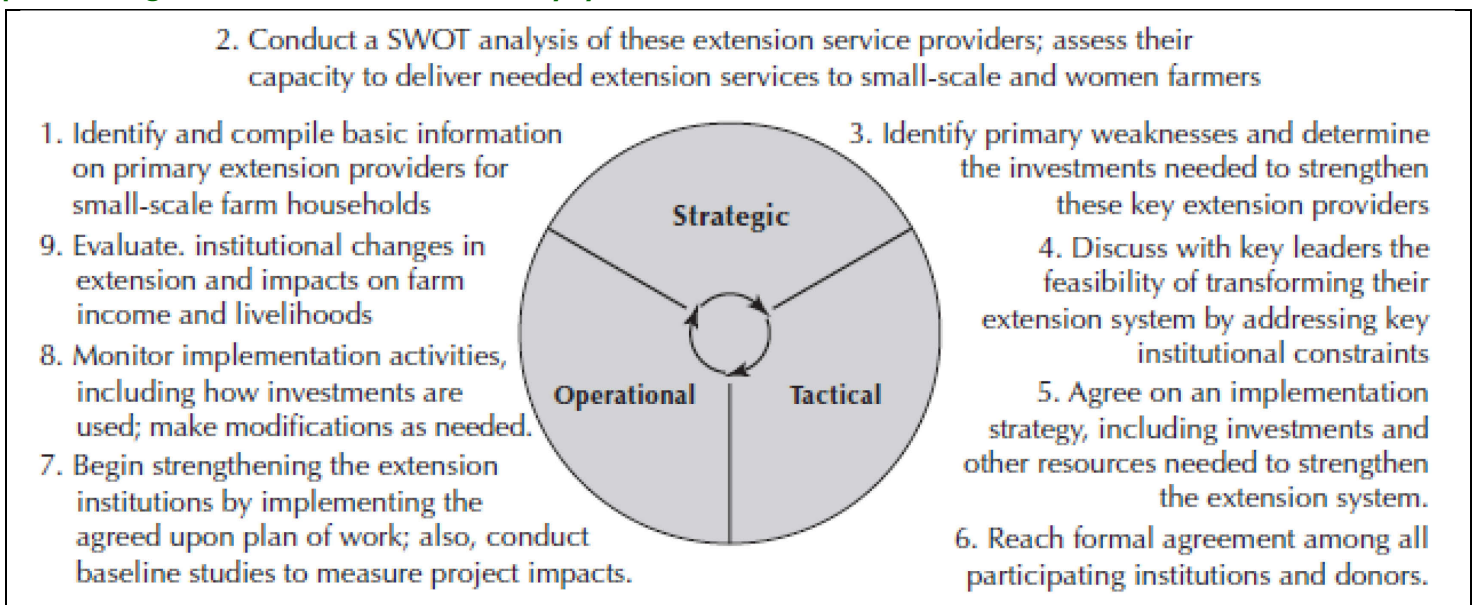 2. Conduct a SWOT analysis of these extension service providers; assess their
capacity to deliver needed extension services to small-scale and women farmers
1. Identify and compile basic information
on primary extension providers for
small-scale farm households
9. Evaluate. institutional changes in
extension and impacts on farm
income and livelihoods
8. Monitor implementation activities,
including how investments are
used; make modifications as needed.
7. Begin strengthening the extension
institutions by implementing the
agreed upon plan of work; also, conduct
baseline studies to measure project impacts.
Strategic
Operational
Tactical
3. Identify primary weaknesses and determine
the investments needed to strengthen
these key extension providers
4. Discuss with key leaders the
feasibility of transforming their
extension system by addressing key
institutional constraints
5. Agree on an implementation
strategy, including investments and
other resources needed to strengthen
the extension system.
6. Reach formal agreement among all
participating institutions and donors.